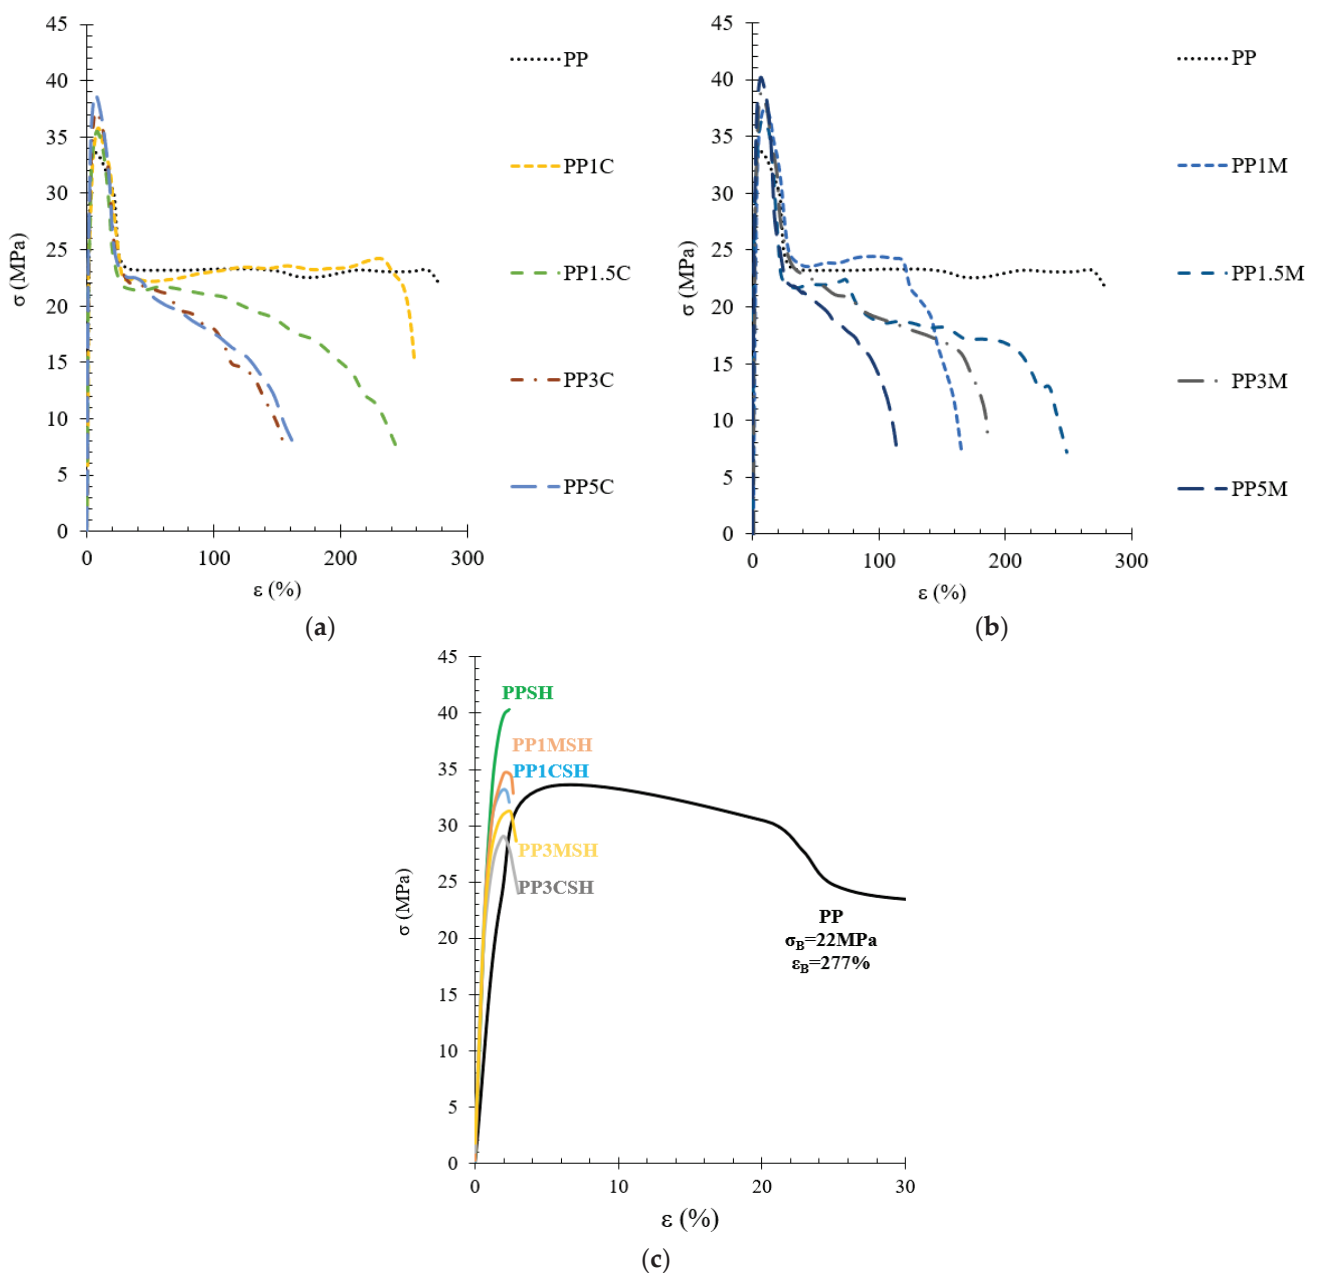 45
40
35
30
25
20
15
10
5
0
σ (MPa)
0 100 200 300
ε (%)
PP
PP1C
PP1.5C
PP3C
PP5C
(a)
45
40
35
30
25
20
15
10
5
0
σ (MPa)
0 100 200 300
ε (%)
PP
PP1M
PP1.5M
PP3M
PP5M
(b)
45
40
35
30
25
20
15
10
5
0
σ (MPa)
PPSH
PP1MSH
PP1CSH
PP3MSH
PP3CSH
PP
σB=22MPa
εB=277%
0 10 20 30
ε (%)
(c)